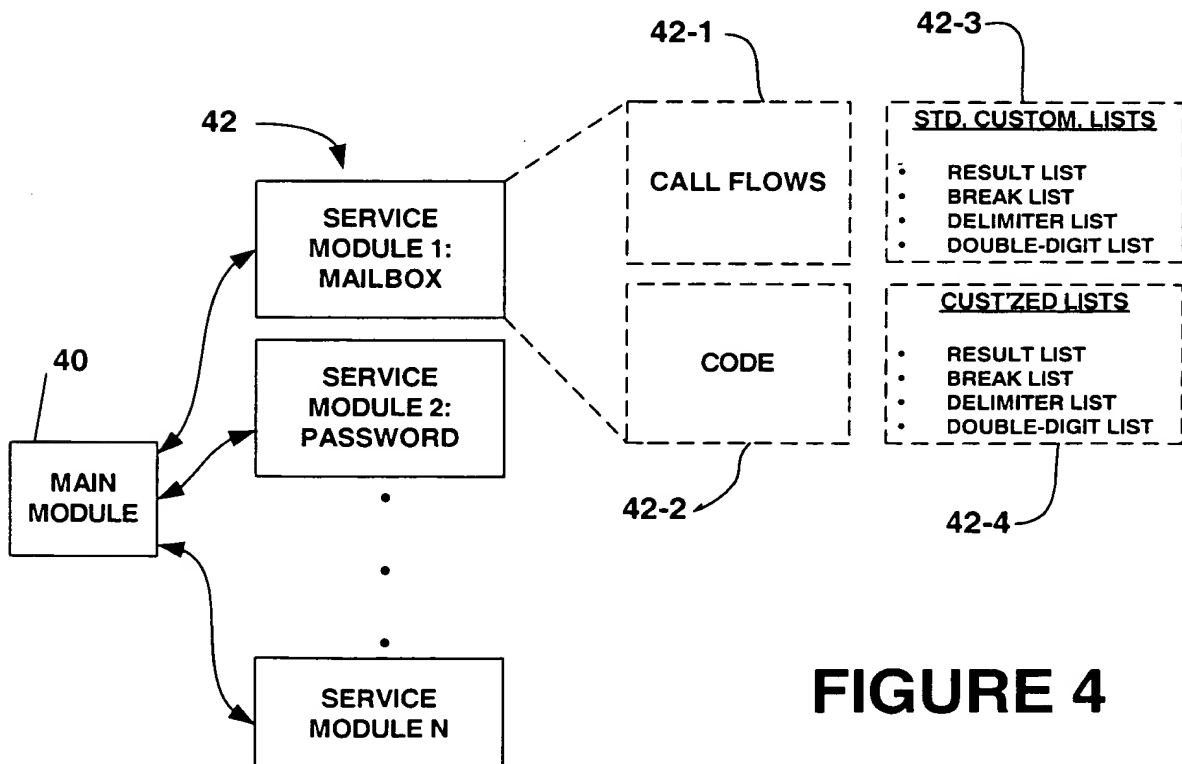 42-1
42-3
42
STD. CUSTOM. LISTS
• RESULT LIST
• BREAK LIST
• DELIMITER LIST
• DOUBLE-DIGIT LIST
CALL FLOWS
SERVICE
MODULE 1:
MAILBOX
CUST'ZED LISTS
• RESULT LIST
• BREAK LIST
• DELIMITER LIST
• DOUBLE-DIGIT LIST
CODE
40
SERVICE
MODULE 2:
PASSWORD
MAIN
MODULE
42-2
42-4
SERVICE
MODULE N
FIGURE 4